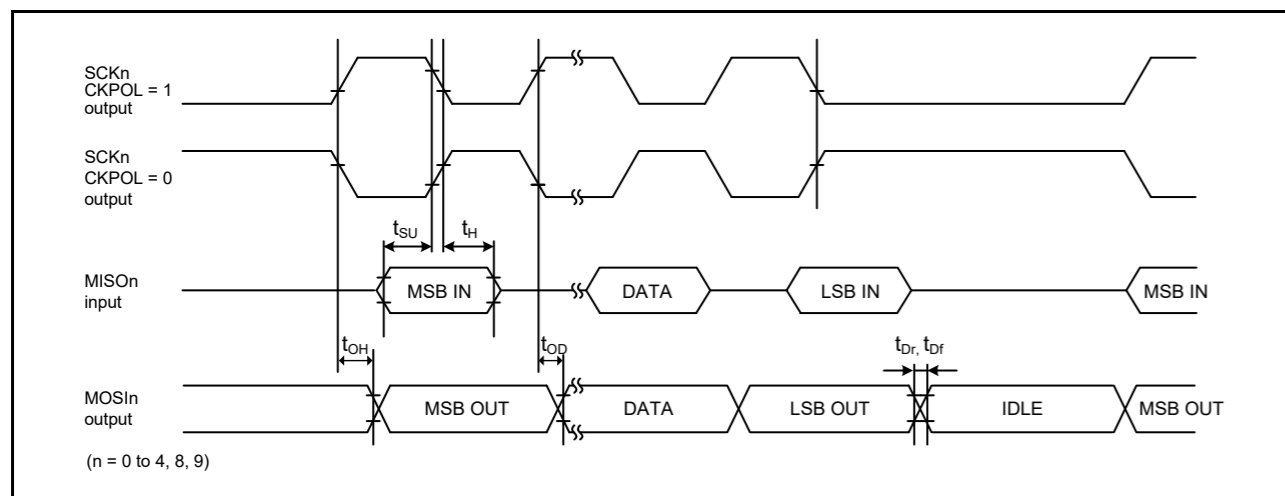 SCKn
CKPOL = 1
output
SCKn
CKPOL = 0
output
tSU
tH
MISOn
input
MSB IN
DATA
LSB IN
MSB IN
tOH
tOD
tDr, tDf
MOSIn
output
MSB OUT
DATA
LSB OUT
IDLE
MSB OUT
(n = 0 to 4, 8, 9)